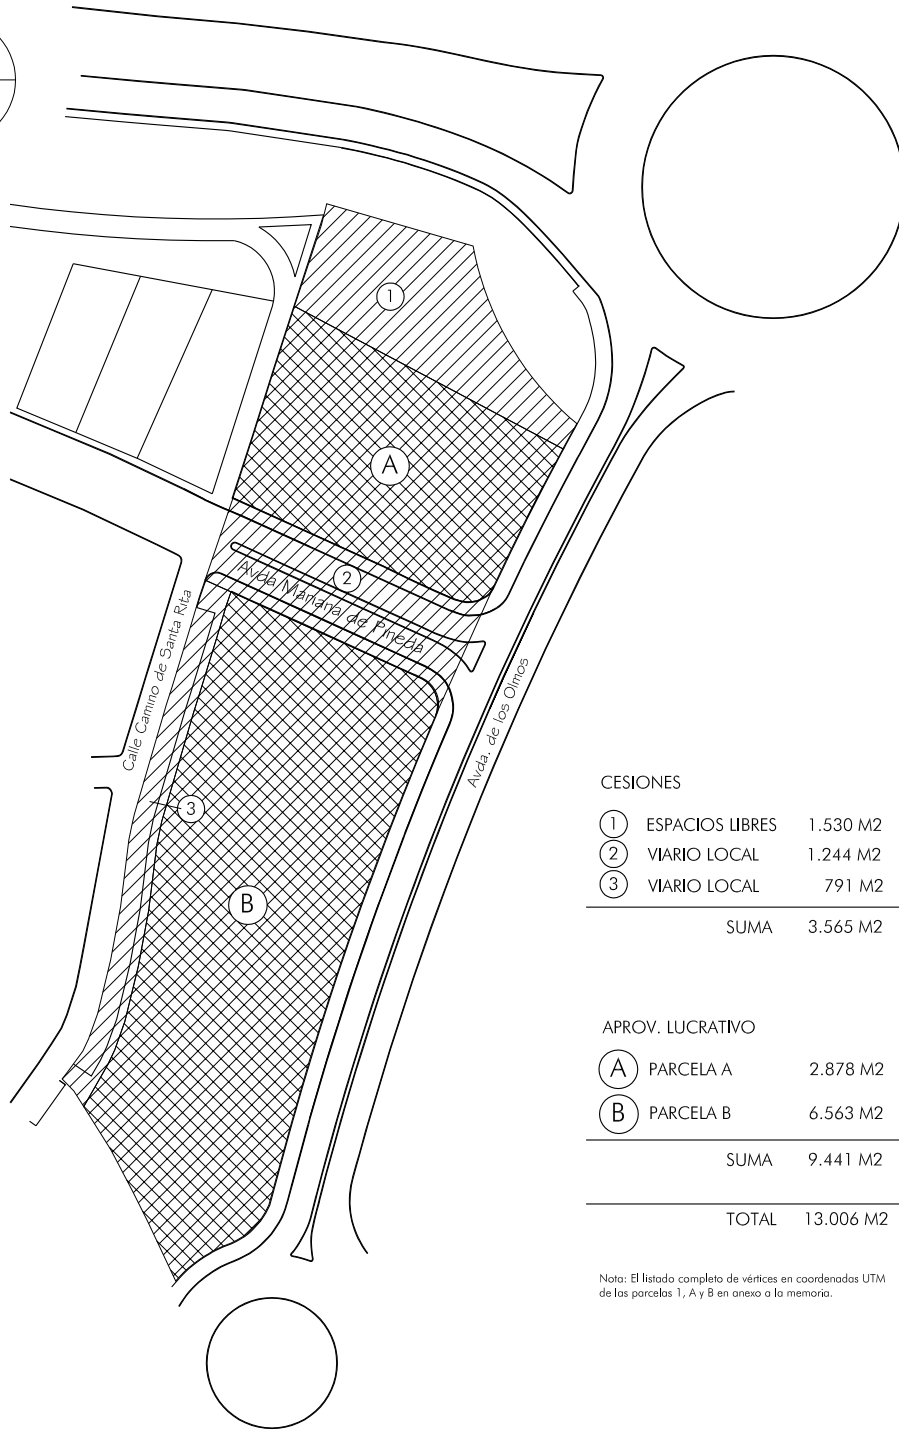 1
A
2
Avda Mariana de Pineda
Calle Camino de Santa Rita
Avda. de los Olmos
3
B
CESIONES
1 ESPACIOS LIBRES 1.530 M2
2 VIARIO LOCAL 1.244 M2
3 VIARIO LOCAL 791 M2
SUMA 3.565 M2
APROV. LUCRATIVO
A PARCELA A 2.878 M2
B PARCELA B 6.563 M2
SUMA 9.441 M2
TOTAL 13.006 M2
Nota: El listado completo de vértices en coordenadas UTM
de las parcelas 1, A y B en anexo a la memoria.